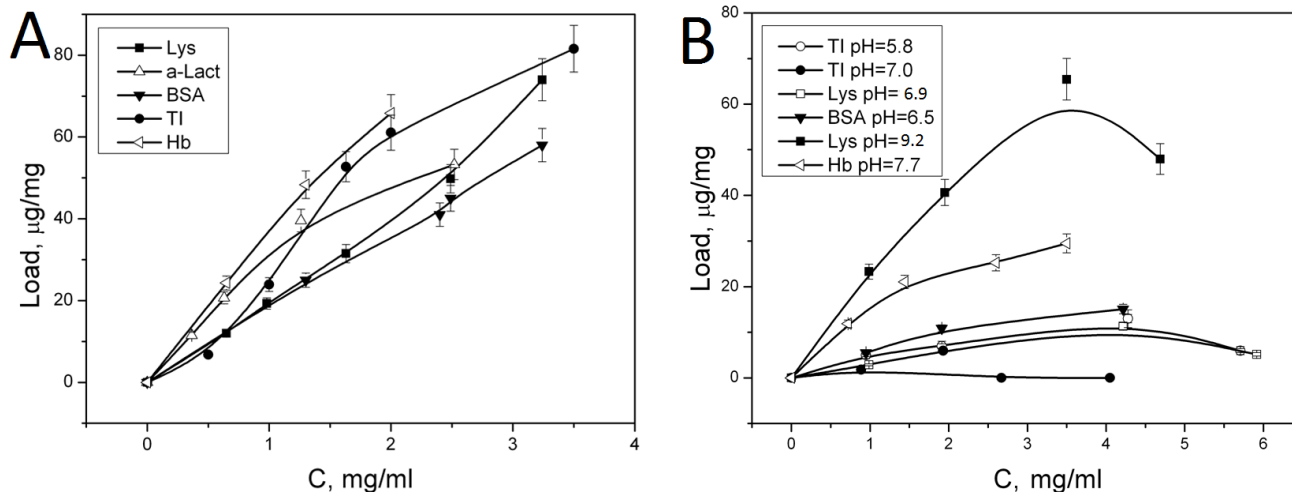 A
Lys
a-Lact
BSA
TI
Hb
80
60
40
20
0
Load, μg/mg
0 1 2 3 4
C, mg/ml
B
TI pH=5.8
TI pH=7.0
Lys pH= 6.9
BSA pH=6.5
Lys pH=9.2
Hb pH=7.7
80
60
40
20
0
Load, μg/mg
0 1 2 3 4 5 6
C, mg/ml